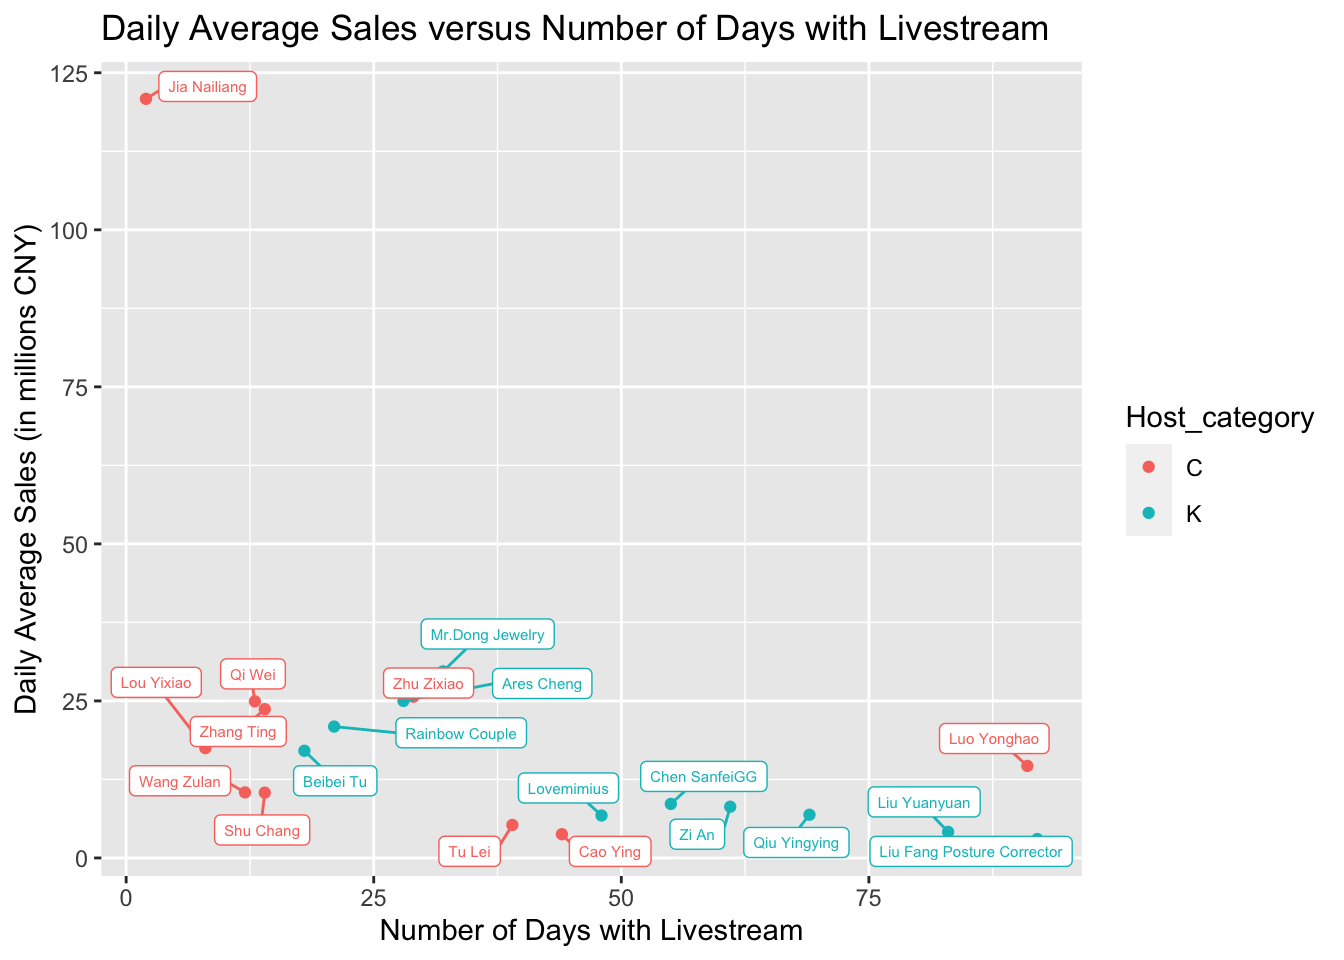 Daily Average Sales versus Number of Days with Livestream
Daily Average Sales (in millions CNY)
125
100
75
50
25
0
Jia Nailiang
Mr.Dong Jewelry
Lou Yixiao
Qi Wei
Zhu Zixiao
Ares Cheng
Zhang Ting
Rainbow Couple
Luo Yonghao
Wang Zulan
Beibei Tu
Chen SanfeiGG
Lovemimius
Liu Yuanyuan
Shu Chang
Zi An
Qiu Yingying
Tu Lei
Cao Ying
Liu Fang Posture Corrector
0
25
50
75
Number of Days with Livestream
Host_category
C
K